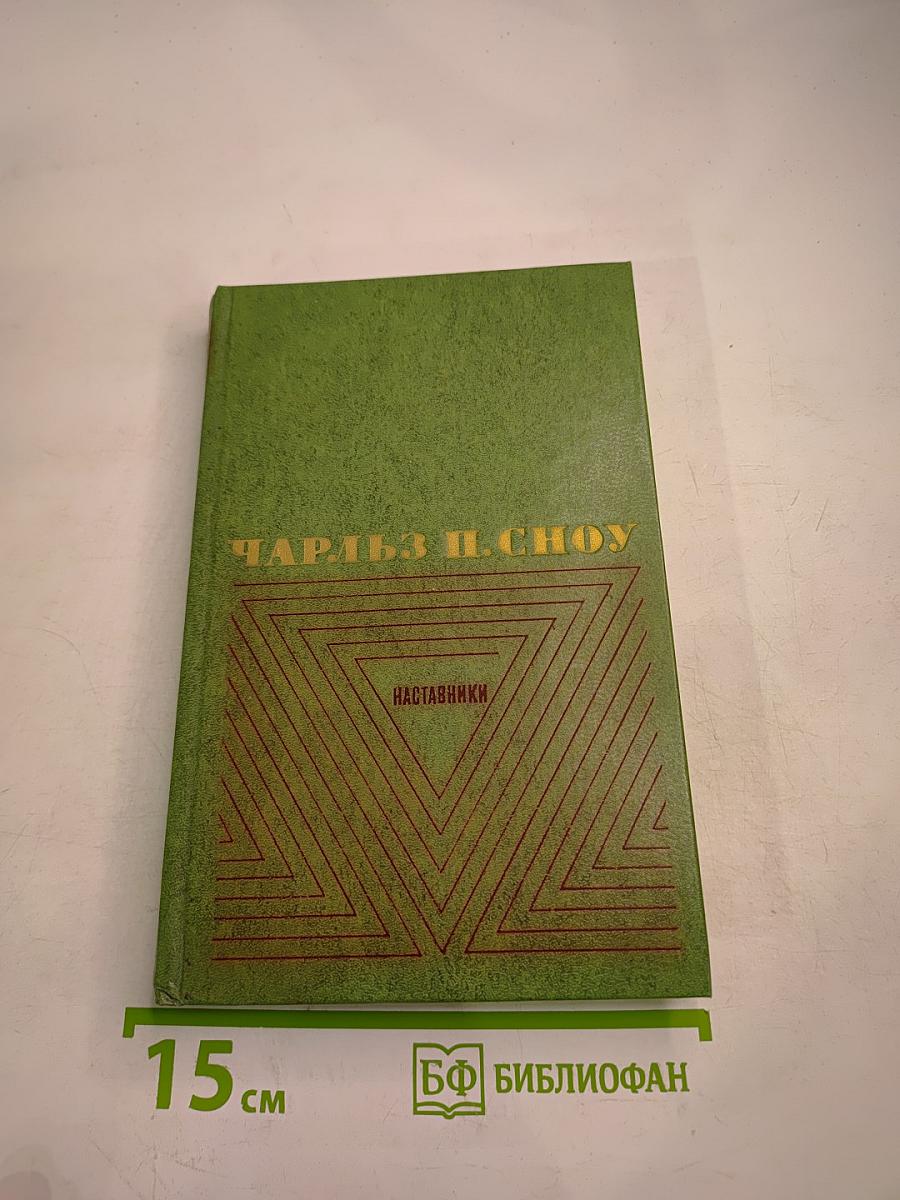 ЧАРЛЬЗ П. СНОУ
НАСТАВНИКИ
15 см
БФ БИБЛИОФАН